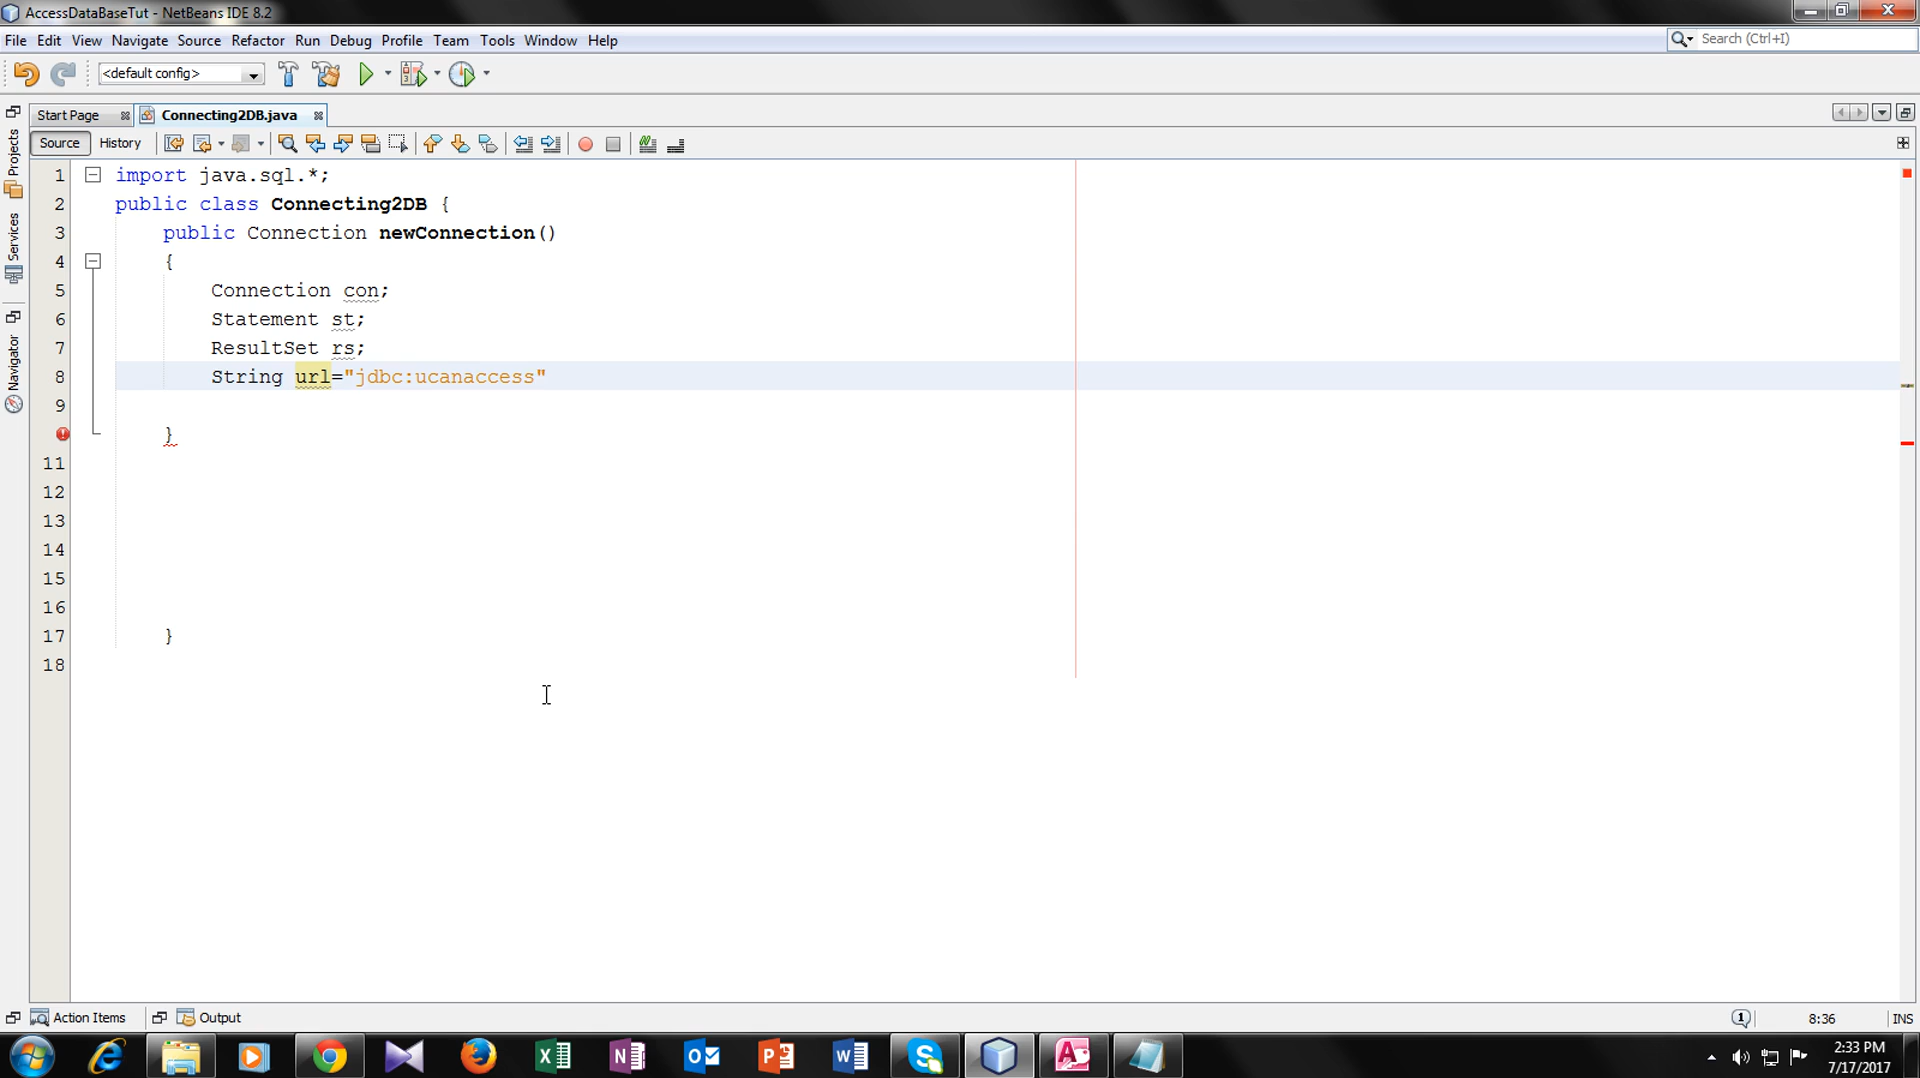 AccessDataBaseTut - NetBeans IDE 8.2
File Edit View Navigate Source Refactor Run Debug Profile Team Tools Window Help
Search (Ctrl+I)
<default config>
Start Page
Connecting2DB.java
Source History
Projects
Services
Navigator
1 import java.sql.*;
2 public class Connecting2DB {
3 public Connection newConnection()
4 {
5 Connection con;
6 Statement st;
7 ResultSet rs;
8 String url="jdbc:ucanaccess"
9
}
11
12
13
14
15
16
17 }
18
Action Items Output
1
8:36 INS
2:33 PM
7/17/2017